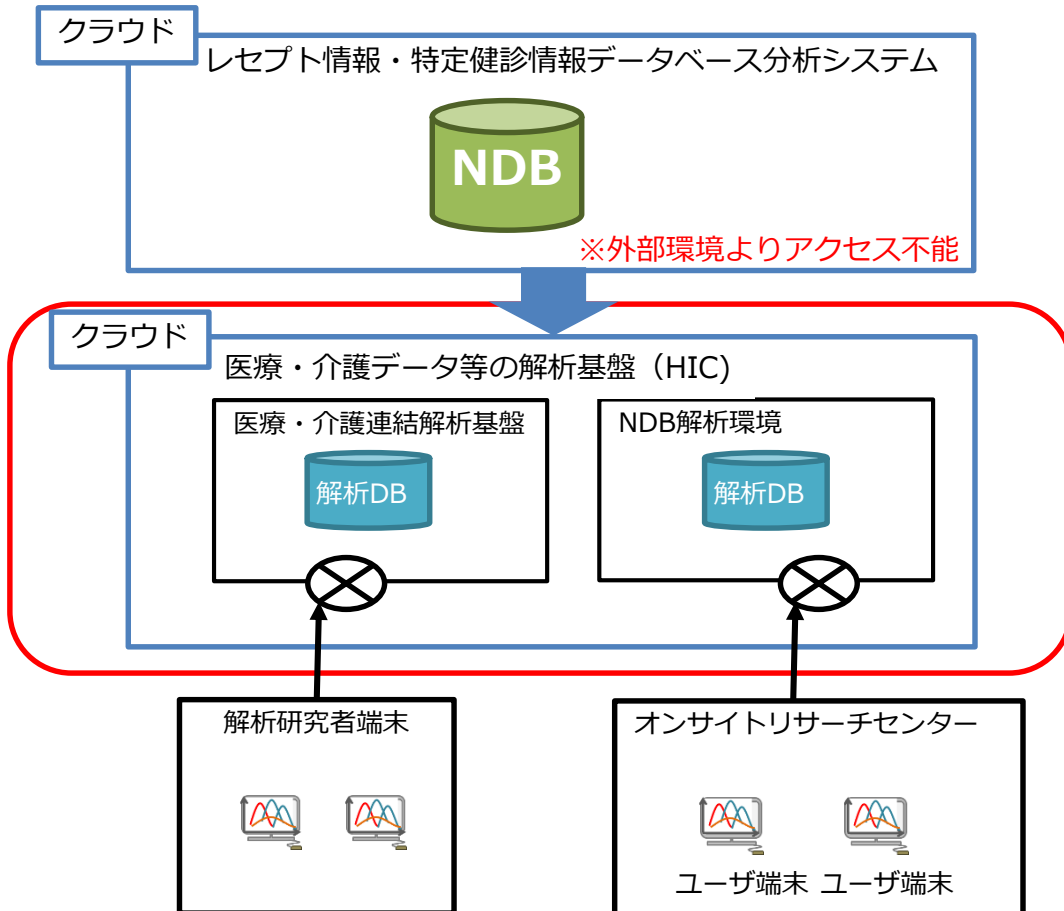 クラウド
レセプト情報・特定健診情報データベース分析システム
NDB
※外部環境よりアクセス不能
クラウド
医療・介護データ等の解析基盤（HIC)
医療・介護連結解析基盤
NDB解析環境
解析DB
解析DB
解析研究者端末
オンサイトリサーチセンター
ユーザ端末 ユーザ端末